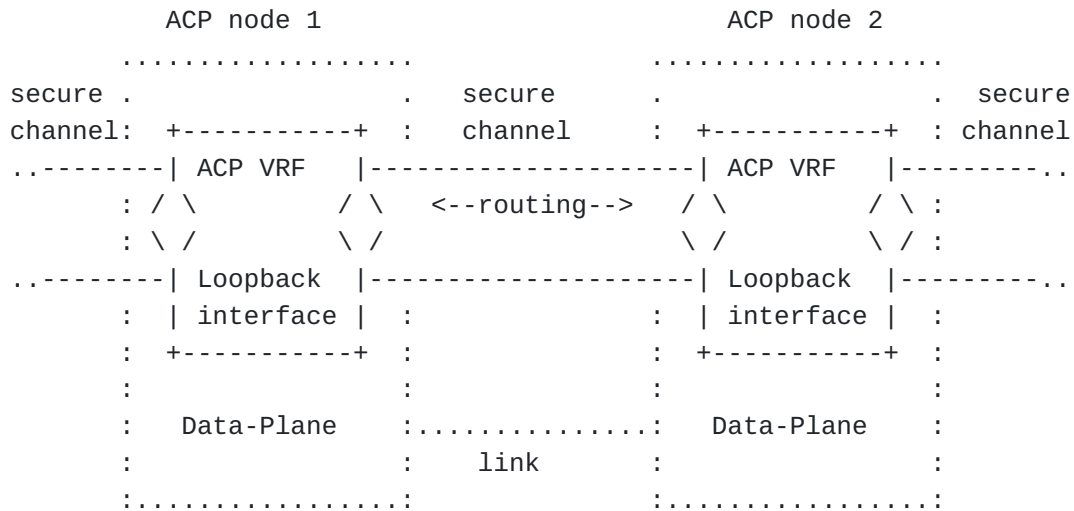 ACP node 1                          ACP node 2
       ...................               ...................
secure .                 .   secure      .                 .  secure
channel:  +-----------+  :   channel     :  +-----------+  : channel
..--------| ACP VRF   |---------------------| ACP VRF   |---------..
       : / \         / \   <--routing-->   / \         / \ :
       : \ /         \ /                   \ /         \ / :
..--------| Loopback  |---------------------| Loopback  |---------..
       :  | interface |  :               :  | interface |  :
       :  +-----------+  :               :  +-----------+  :
       :                 :               :                 :
       :   Data-Plane    :...............:   Data-Plane    :
       :                 :    link       :                 :
       :.................:               :.................: